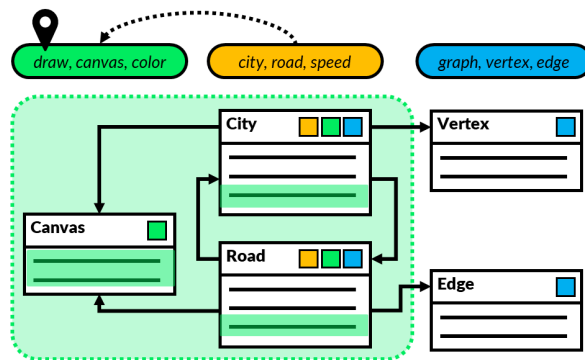 draw, canvas, color
city, road, speed
graph, vertex, edge
City
Vertex
Canvas
Road
Edge